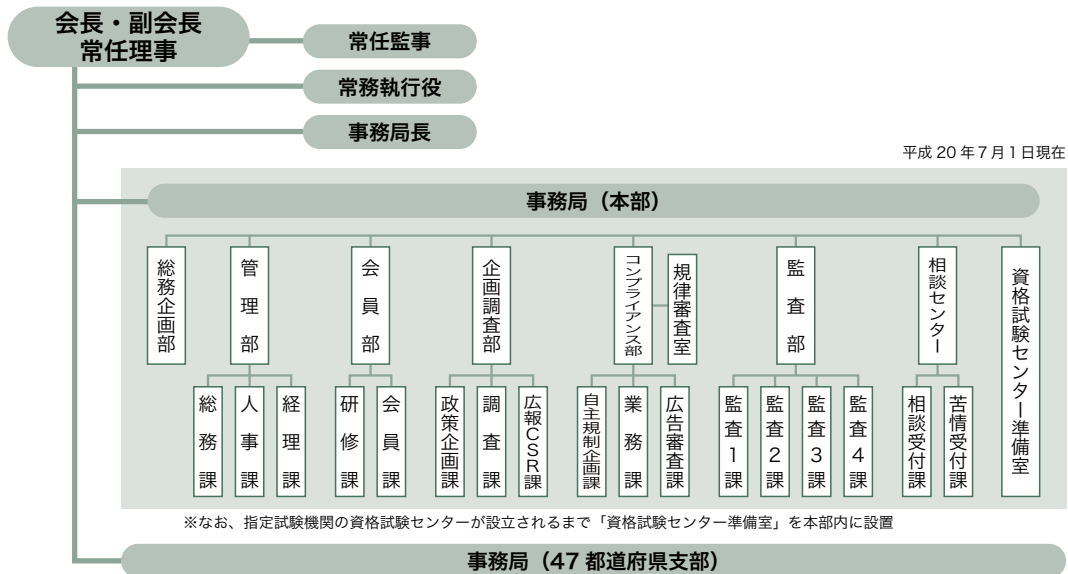 会長・副会長
常任理事
常任監事
常務執行役
事務局長
平成 20 年 7 月 1 日現在
事務局（本部）
総務企画部
管理部
会員部
企画調査部
コンプライアンス部
規律審査室
監査部
相談センター
資格試験センター準備室
総務課
人事課
経理課
研修課
会員課
政策企画課
調査課
広報CSR課
自主規制企画課
業務課
広告審査課
監査1課
監査2課
監査3課
監査4課
相談受付課
苦情受付課
※なお、指定試験機関の資格試験センターが設立されるまで「資格試験センター準備室」を本部内に設置
事務局（47 都道府県支部）